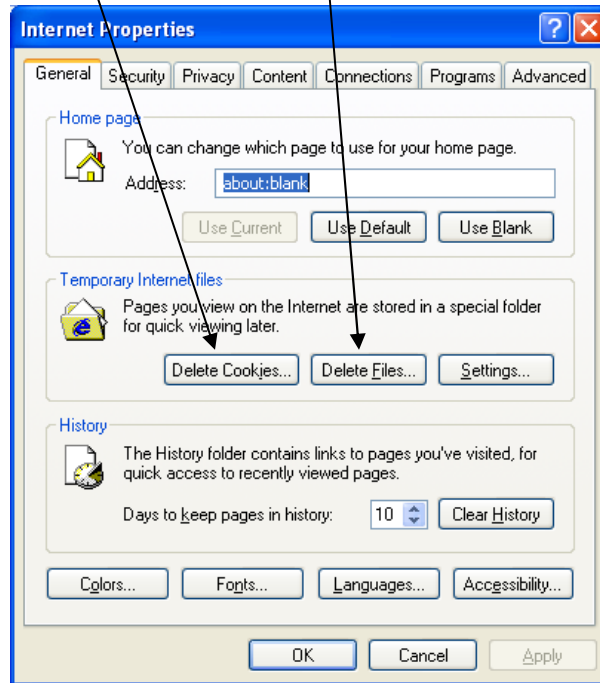 Internet Properties
General Security Privacy Content Connections Programs Advanced
Home page
You can change which page to use for your home page.
Address: about:blank
Use Current Use Default Use Blank
Temporary Internet files
Pages you view on the Internet are stored in a special folder
for quick viewing later.
Delete Cookies... Delete Files... Settings...
History
The History folder contains links to pages you've visited, for
quick access to recently viewed pages.
Days to keep pages in history: 10 Clear History
Colors... Fonts... Languages... Accessibility...
OK Cancel Apply